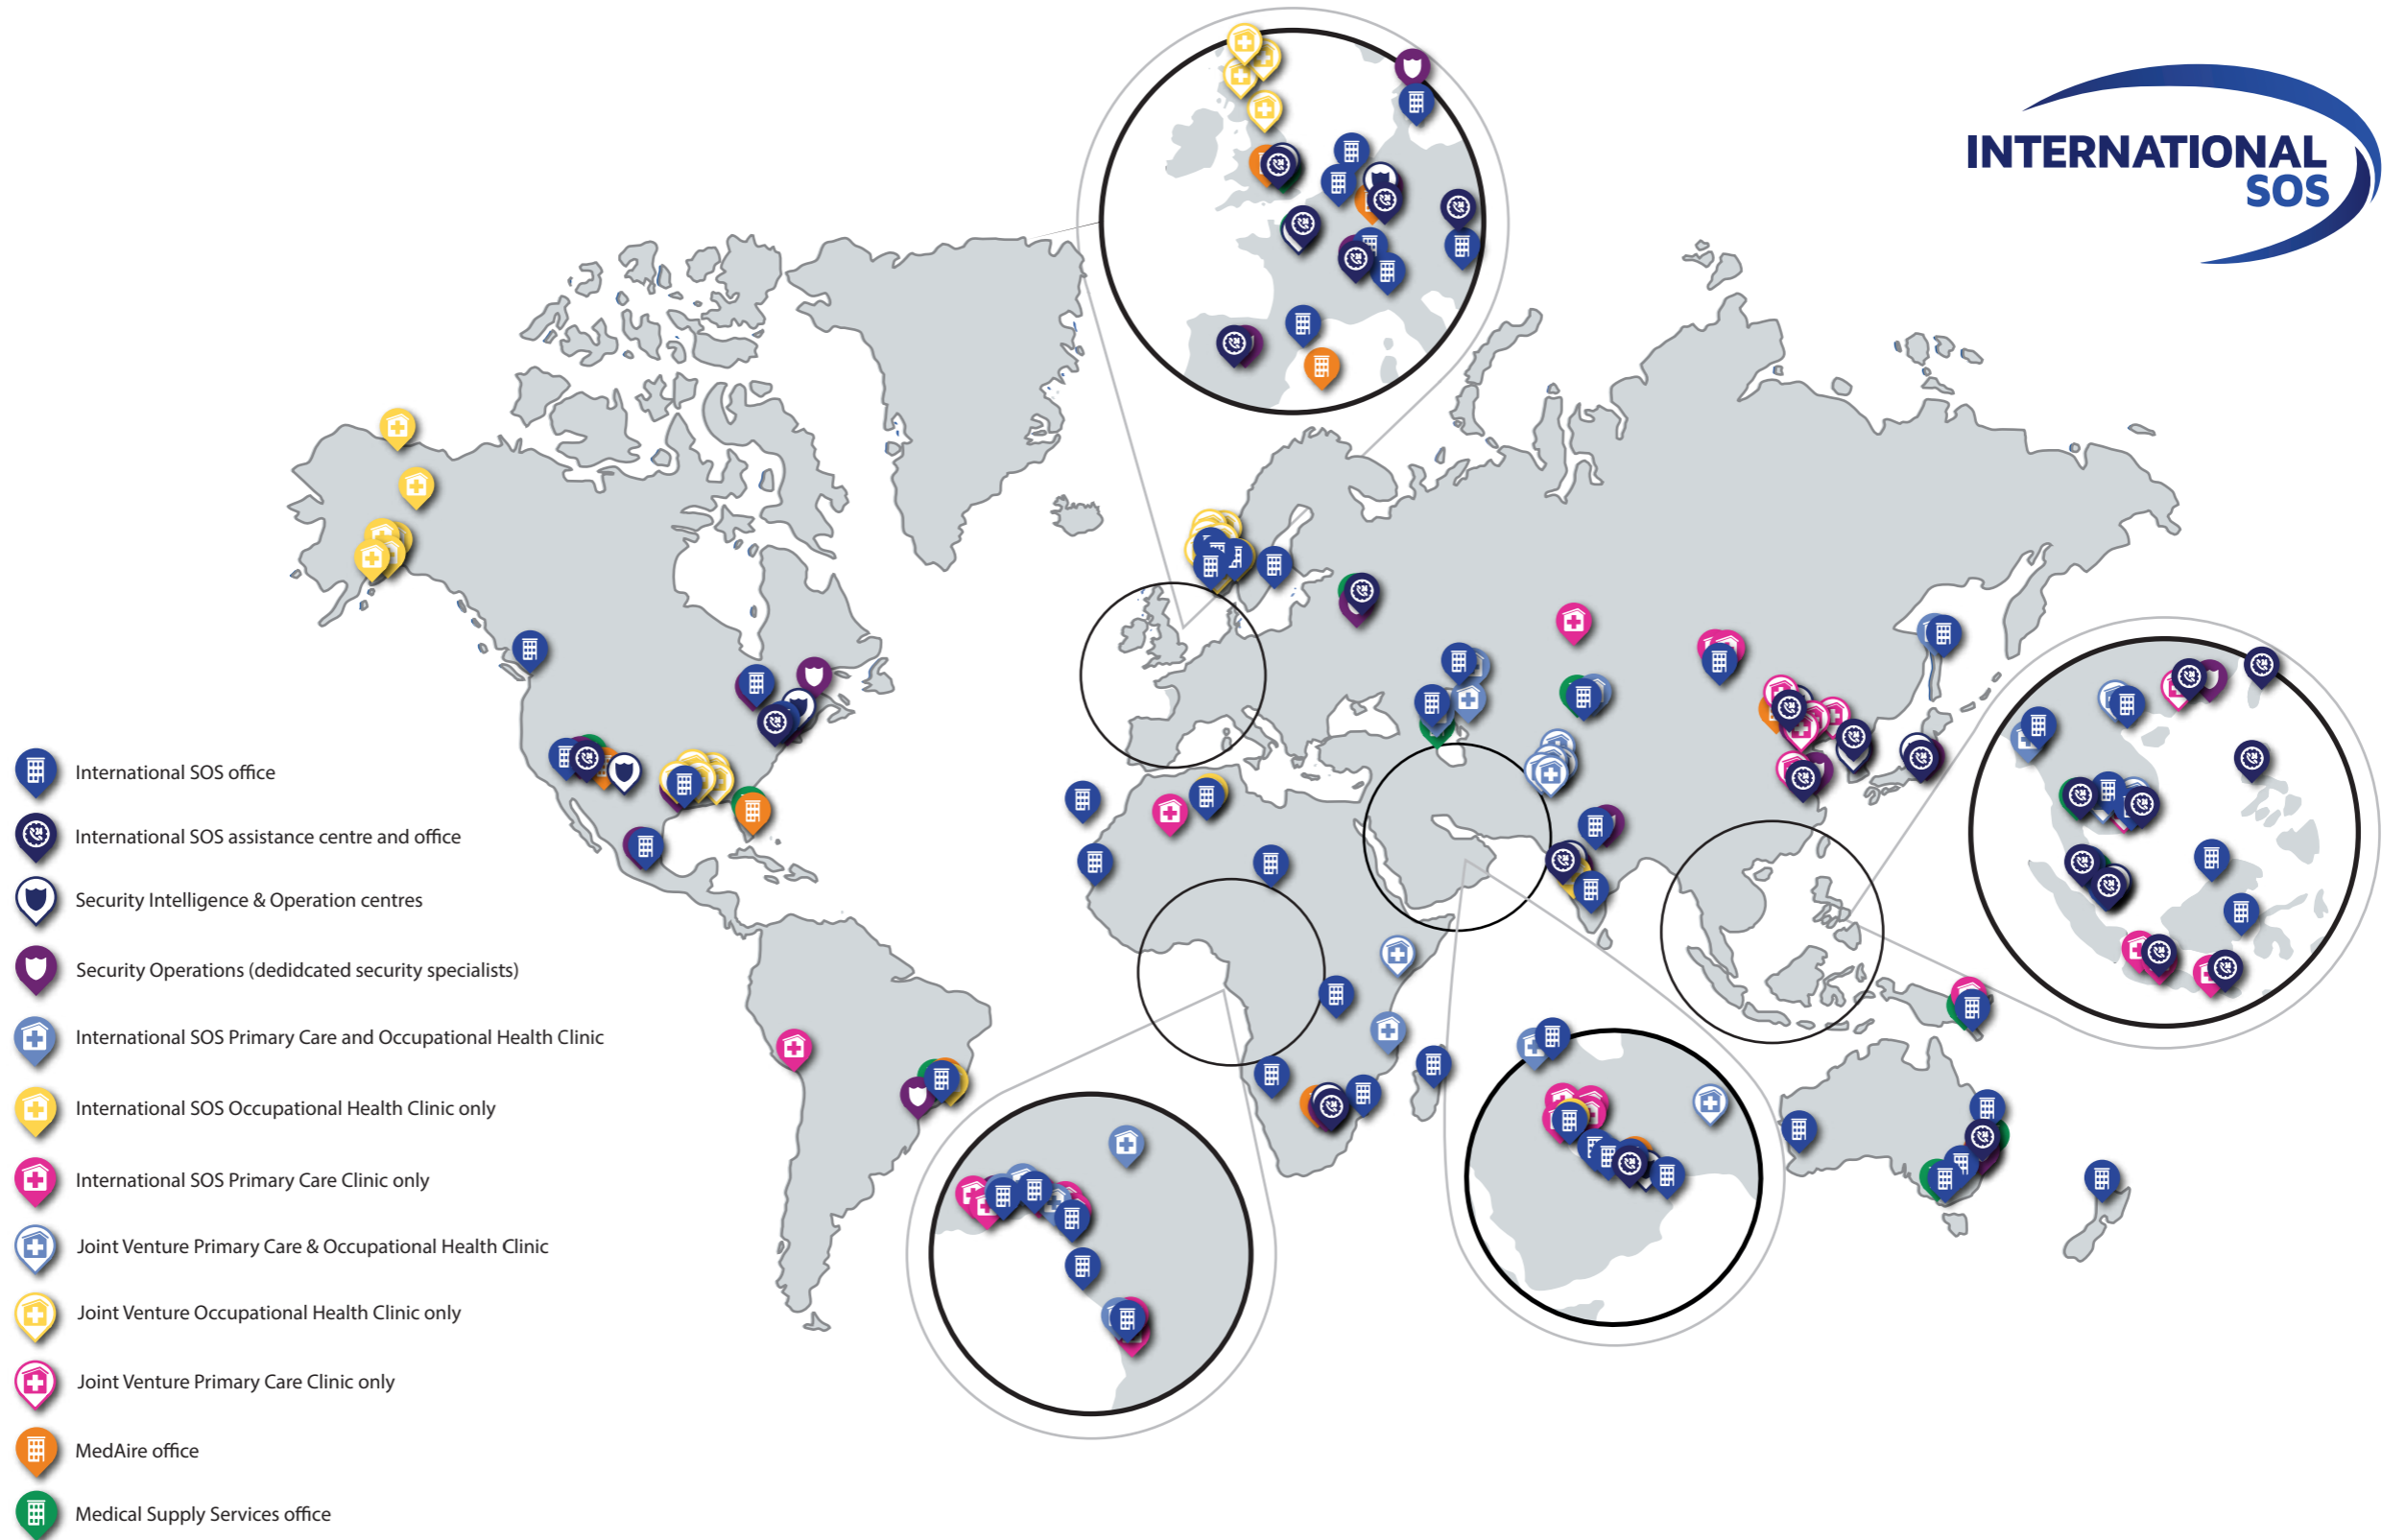 INTERNATIONAL
SOS
International SOS office
International SOS assistance centre and office
Security Intelligence & Operation centres
Security Operations (dedidcated security specialists)
International SOS Primary Care and Occupational Health Clinic
International SOS Occupational Health Clinic only
International SOS Primary Care Clinic only
Joint Venture Primary Care & Occupational Health Clinic
Joint Venture Occupational Health Clinic only
Joint Venture Primary Care Clinic only
MedAire office
Medical Supply Services office